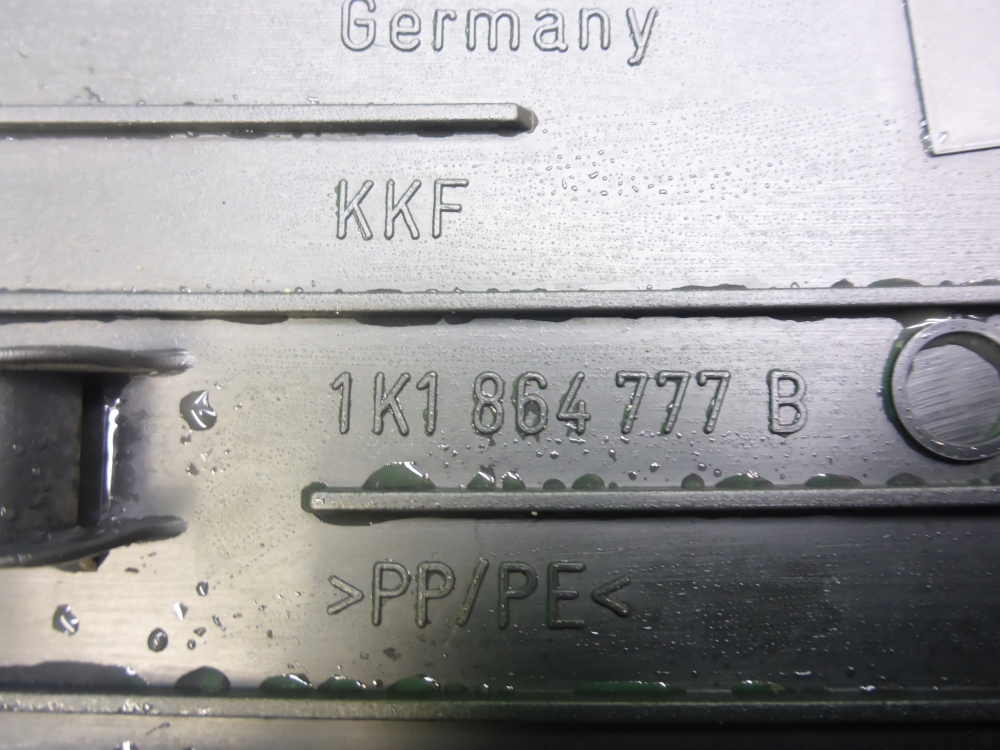 Germany
KKF
1K1 864 777 B
>PP/PE<